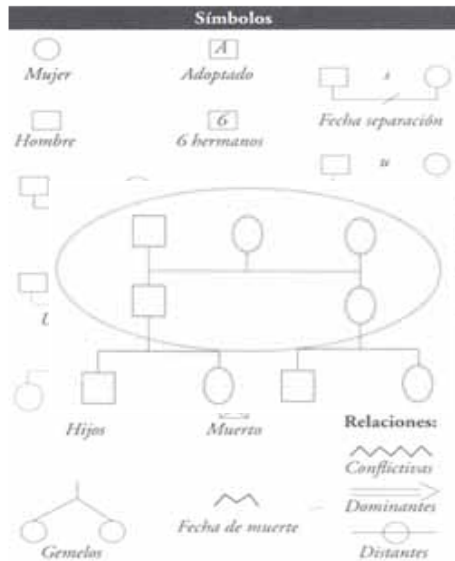 Símbolos
A
Mujer
Adoptado
s
6
Fecha separación
Hombre
6 hermanos
u
Hijos
Muerto
Relaciones:
Conflictivas
Dominantes
Fecha de muerte
Gemelos
Distantes